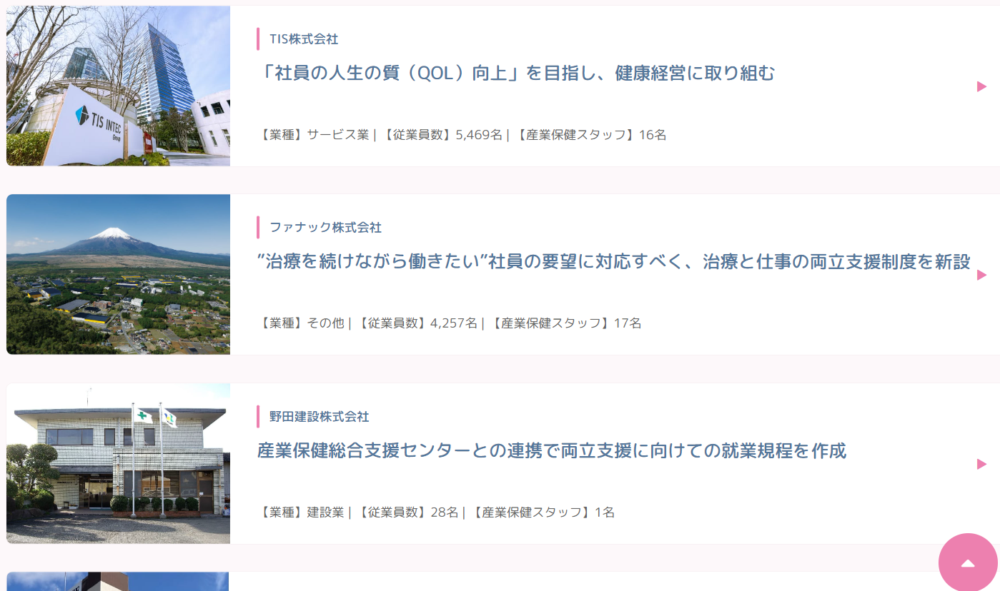 TIS INTEC
Group
TIS株式会社
「社員の人生の質（QOL）向上」を目指し、健康経営に取り組む
【業種】サービス業 | 【従業員数】5,469名 | 【産業保健スタッフ】16名
ファナック株式会社
”治療を続けながら働きたい”社員の要望に対応すべく、治療と仕事の両立支援制度を新設
【業種】その他 | 【従業員数】4,257名 | 【産業保健スタッフ】17名
野田建設株式会社
産業保健総合支援センターとの連携で両立支援に向けての就業規程を作成
【業種】建設業 | 【従業員数】28名 | 【産業保健スタッフ】1名